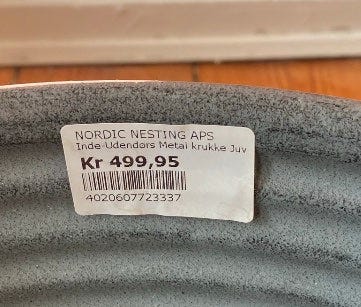 NORDIC NESTING APS
Inde-Udendørs Metal krukke Juv
Kr 499,95
4020607723337